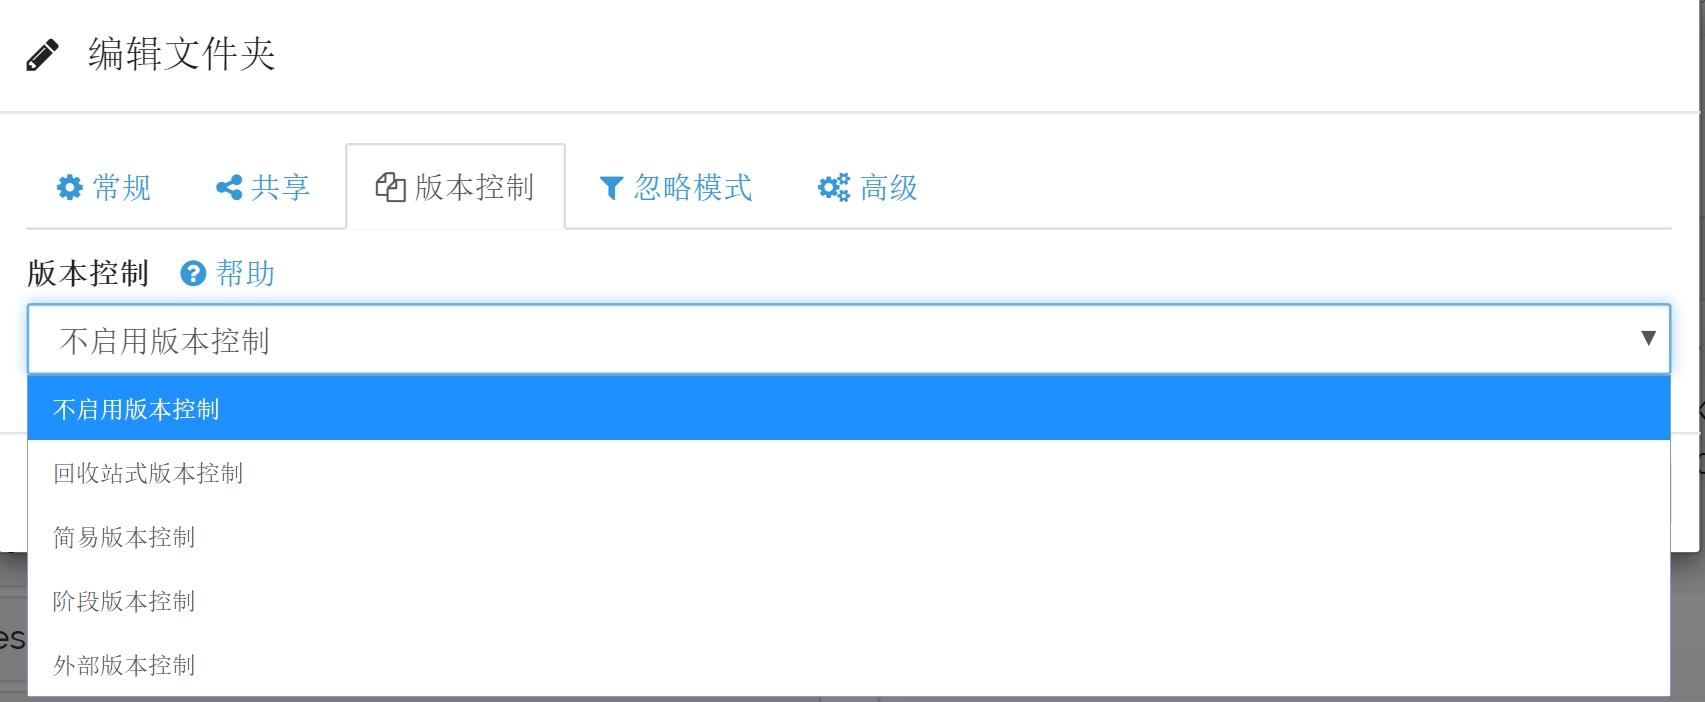 编辑文件夹
常规 共享 版本控制 忽略模式 高级
版本控制 帮助
不启用版本控制
不启用版本控制
回收站式版本控制
简易版本控制
阶段版本控制
外部版本控制
es